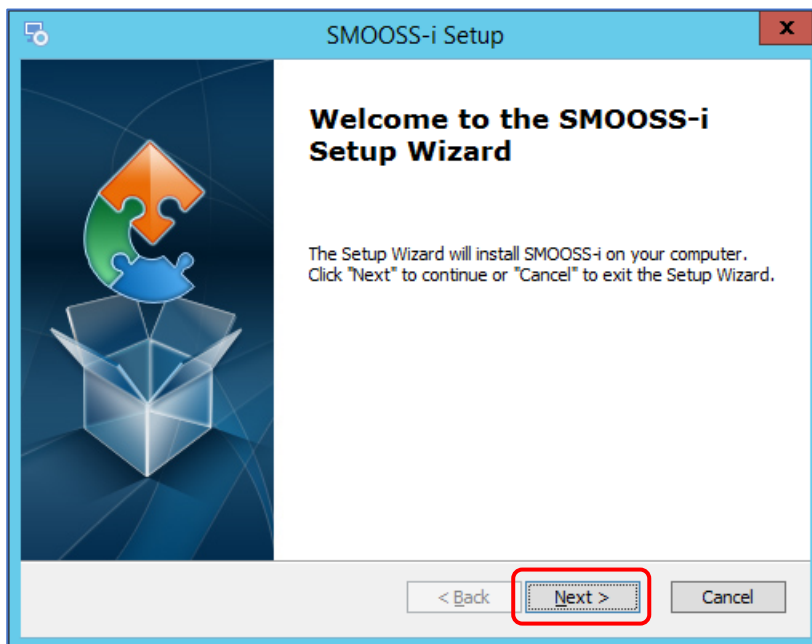 SMOOSS-i Setup
x
Welcome to the SMOOSS-i
Setup Wizard
The Setup Wizard will install SMOOSS-i on your computer.
Click "Next" to continue or "Cancel" to exit the Setup Wizard.
< Back
Next >
Cancel